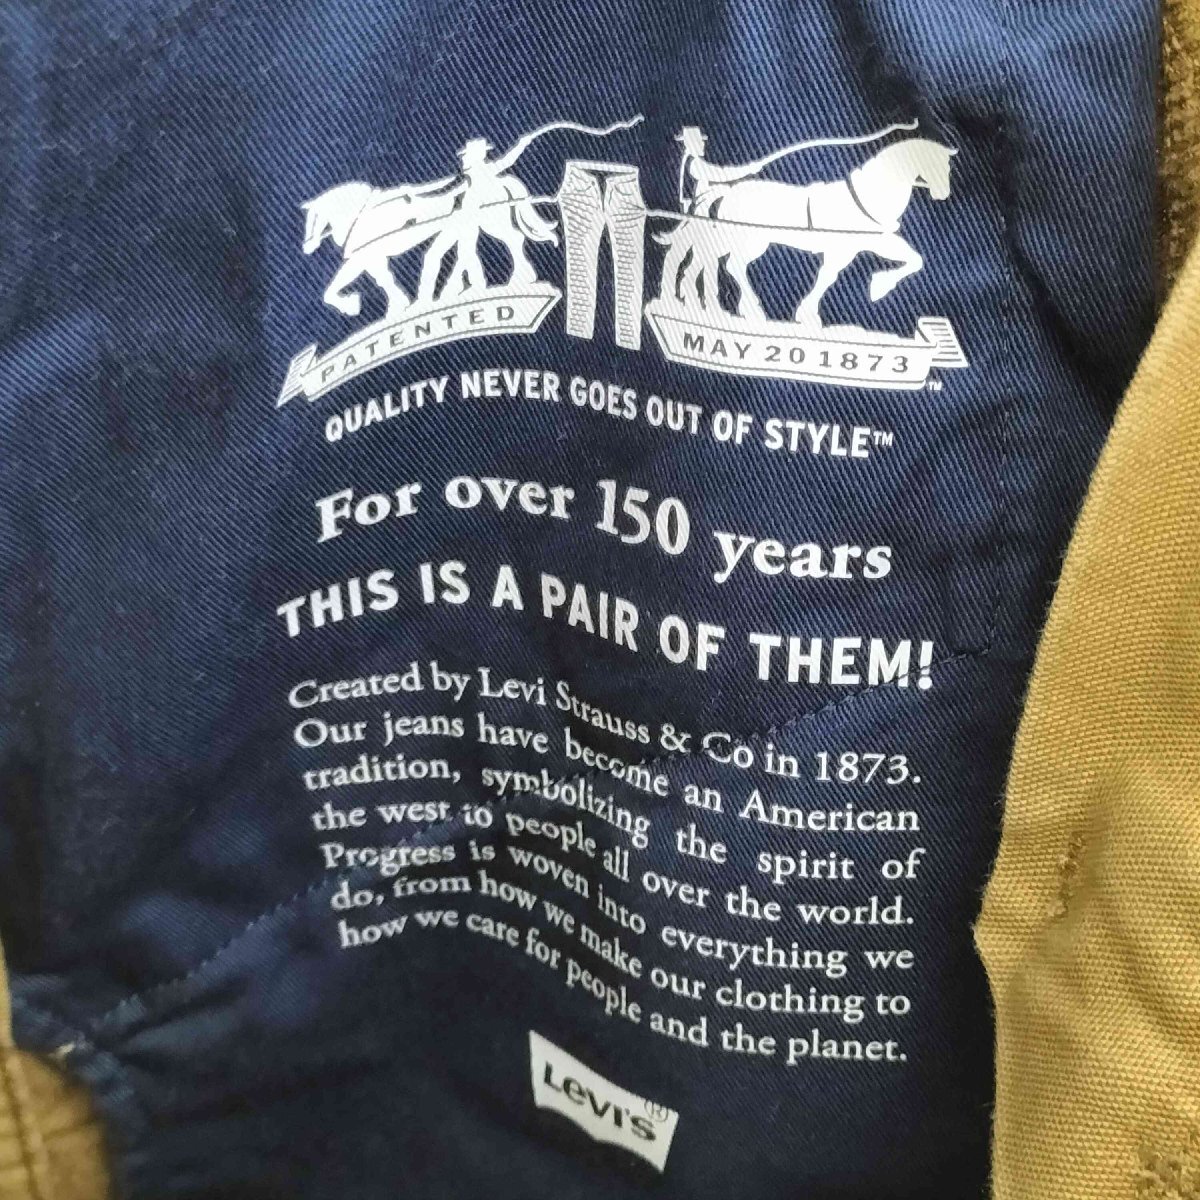 PATENTED
MAY 20 1873
™
QUALITY NEVER GOES OUT OF STYLE™
For over 150 years
THIS IS A PAIR OF THEM!
Created by Levi Strauss & Co in 1873.
Our jeans have become an American
tradition, symbolizing the spirit of
the west to people all over the world.
Progress is woven into everything we
do, from how we make our clothing to
how we care for people and the planet.
Levi's®